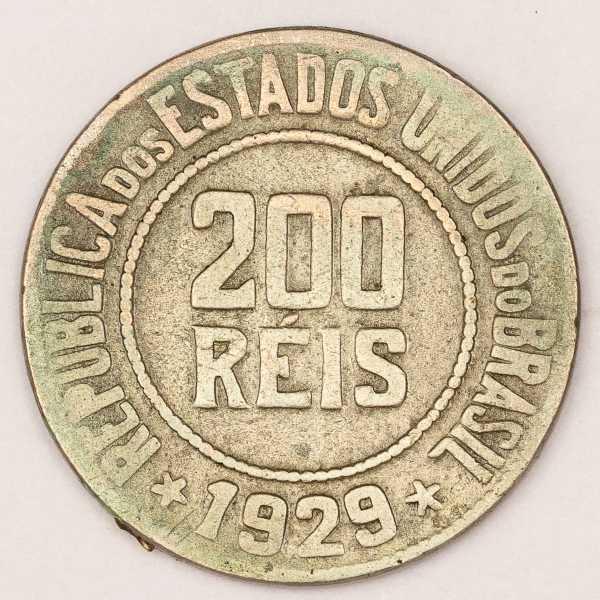 REPUBLICA DOS ESTADOS UNIDOS DO BRASIL
200
RÉIS
* 1929 *